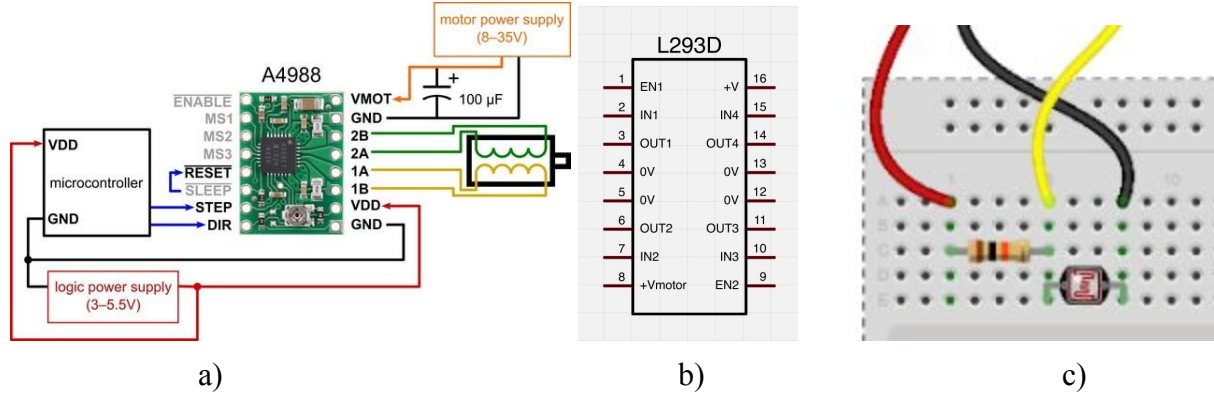 motor power supply
(8–35V)
A4988
ENABLE
MS1
MS2
MS3
RESET
SLEEP
STEP
DIR
VMOT
GND
2B
2A
1A
1B
VDD
GND
100 µF
+
VDD
microcontroller
GND
logic power supply
(3–5.5V)
a)
L293D
1 EN1 +V 16
2 IN1 IN4 15
3 OUT1 OUT4 14
4 0V 0V 13
5 0V 0V 12
6 OUT2 OUT3 11
7 IN2 IN3 10
8 +Vmotor EN2 9
b)
1
10
A
B
C
D
E
c)